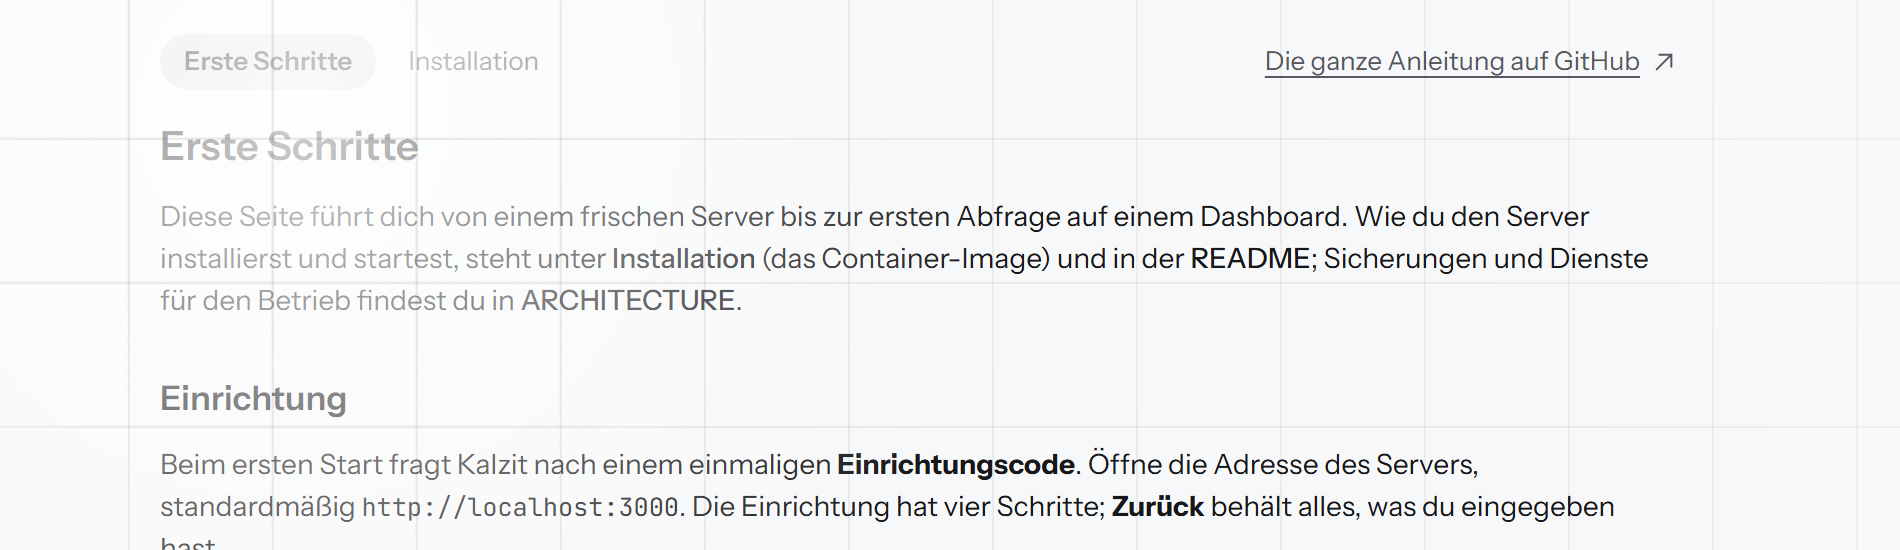 Erste Schritte
Installation
Die ganze Anleitung auf GitHub
Erste Schritte
Diese Seite führt dich von einem frischen Server bis zur ersten Abfrage auf einem Dashboard. Wie du den Server
installierst und startest, steht unter Installation (das Container-Image) und in der README; Sicherungen und Dienste
für den Betrieb findest du in ARCHITECTURE.
Einrichtung
Beim ersten Start fragt Kalzit nach einem einmaligen Einrichtungscode. Öffne die Adresse des Servers,
standardmäßig http://localhost:3000. Die Einrichtung hat vier Schritte; Zurück behält alles, was du eingegeben
hast.